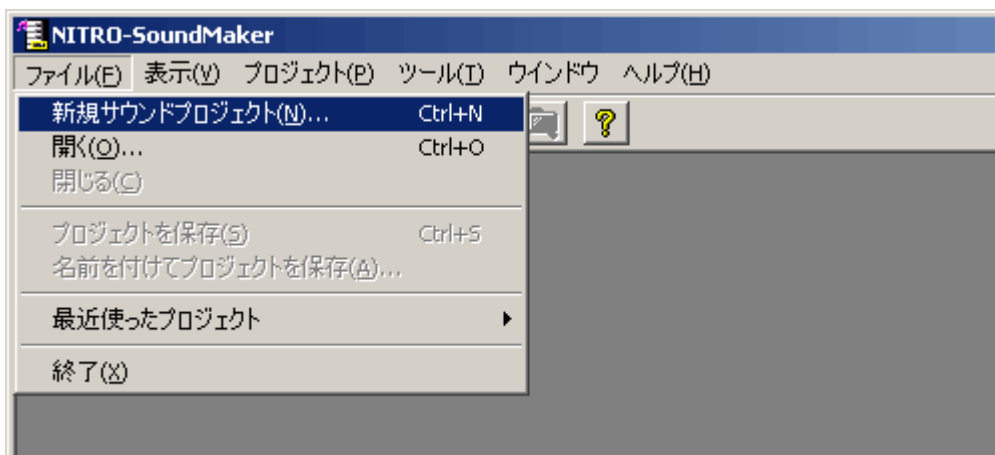 NITRO-SoundMaker
ファイル(F) 表示(V) プロジェクト(P) ツール(T) ウインドウ ヘルプ(H)
新規サウンドプロジェクト(N)... Ctrl+N
開く(O)... Ctrl+O
閉じる(C)
プロジェクトを保存(S) Ctrl+S
名前を付けてプロジェクトを保存(A)...
最近使ったプロジェクト
終了(X)